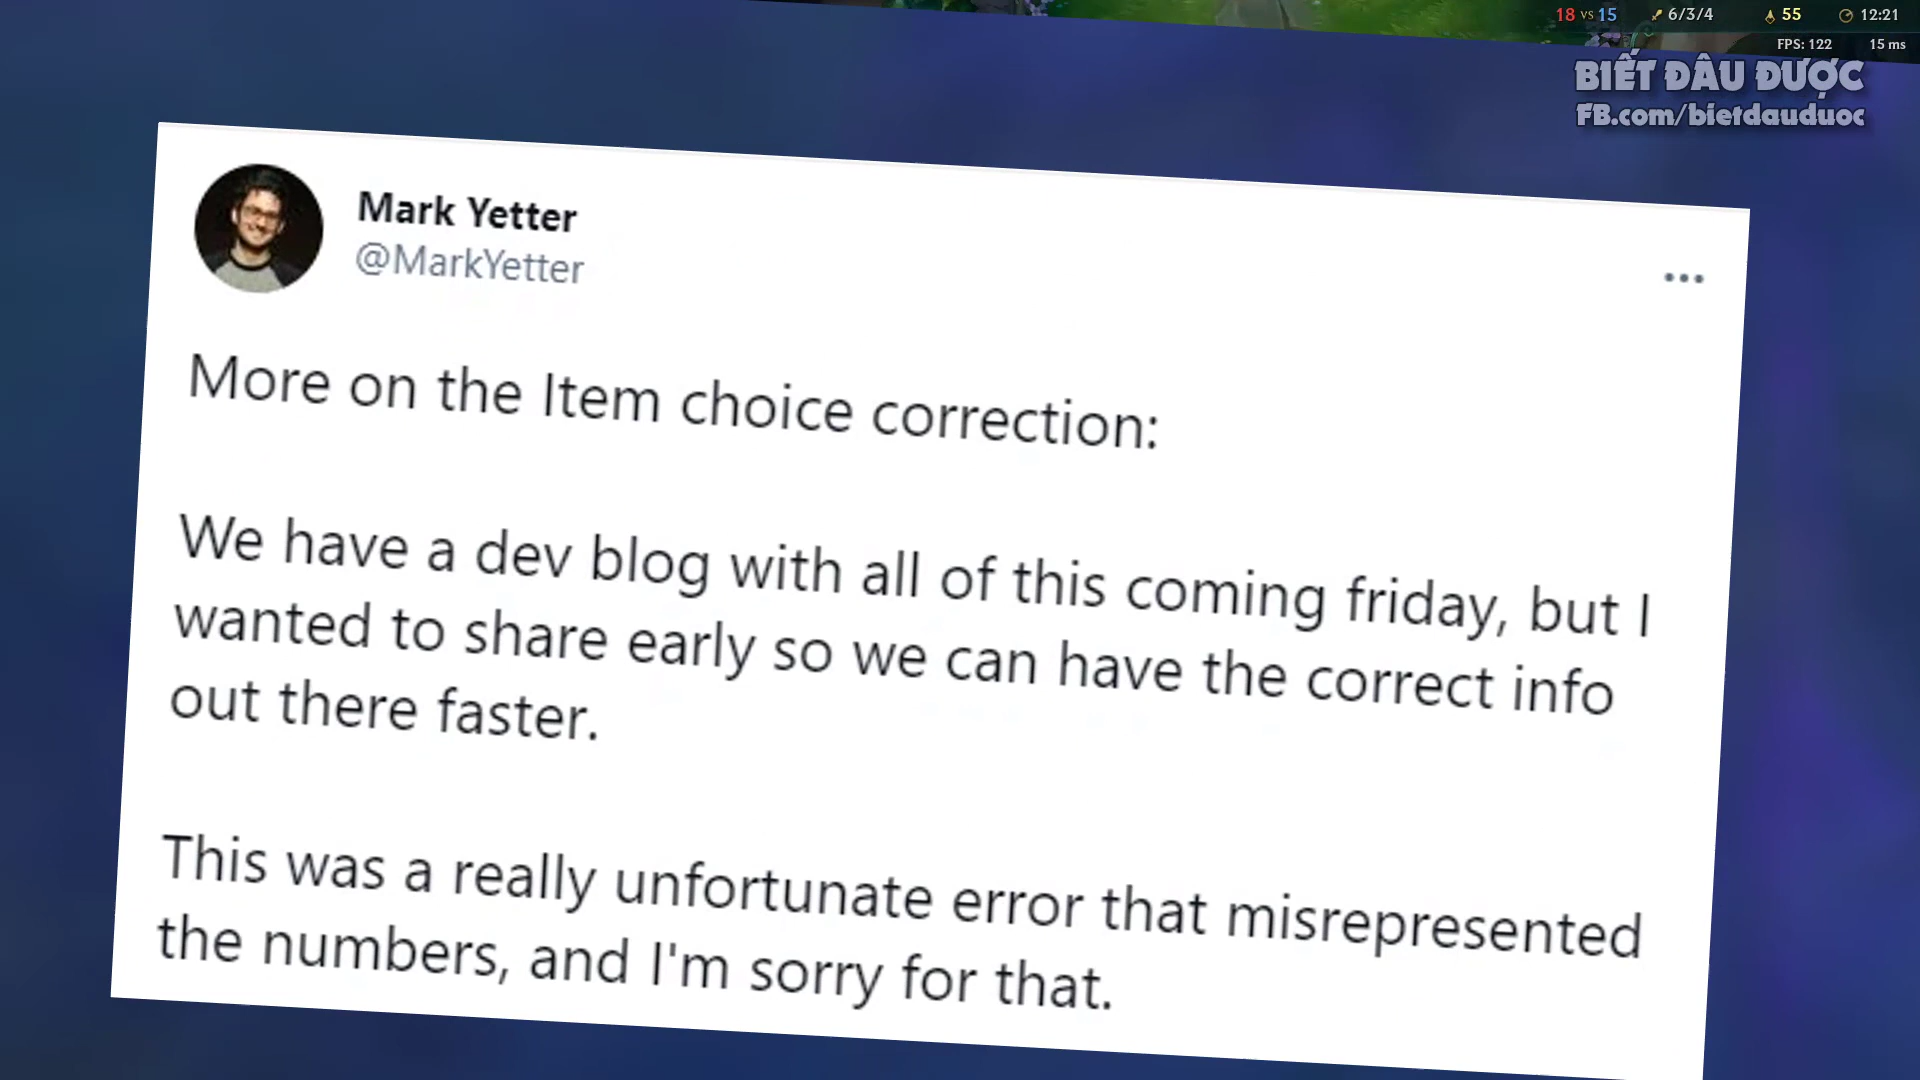 18 vs 15 6/3/4 55 12:21
FPS: 122 15 ms
BIẾT ĐÂU ĐƯỢC
FB.com/bietdauduoc
Mark Yetter
@MarkYetter
More on the Item choice correction:
We have a dev blog with all of this coming friday, but I
wanted to share early so we can have the correct info
out there faster.
This was a really unfortunate error that misrepresented
the numbers, and I'm sorry for that.